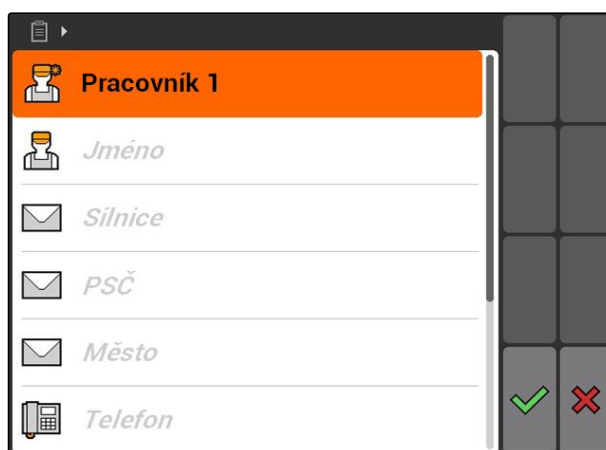 Pracovník 1
Jméno
Silnice
PSČ
Město
Telefon